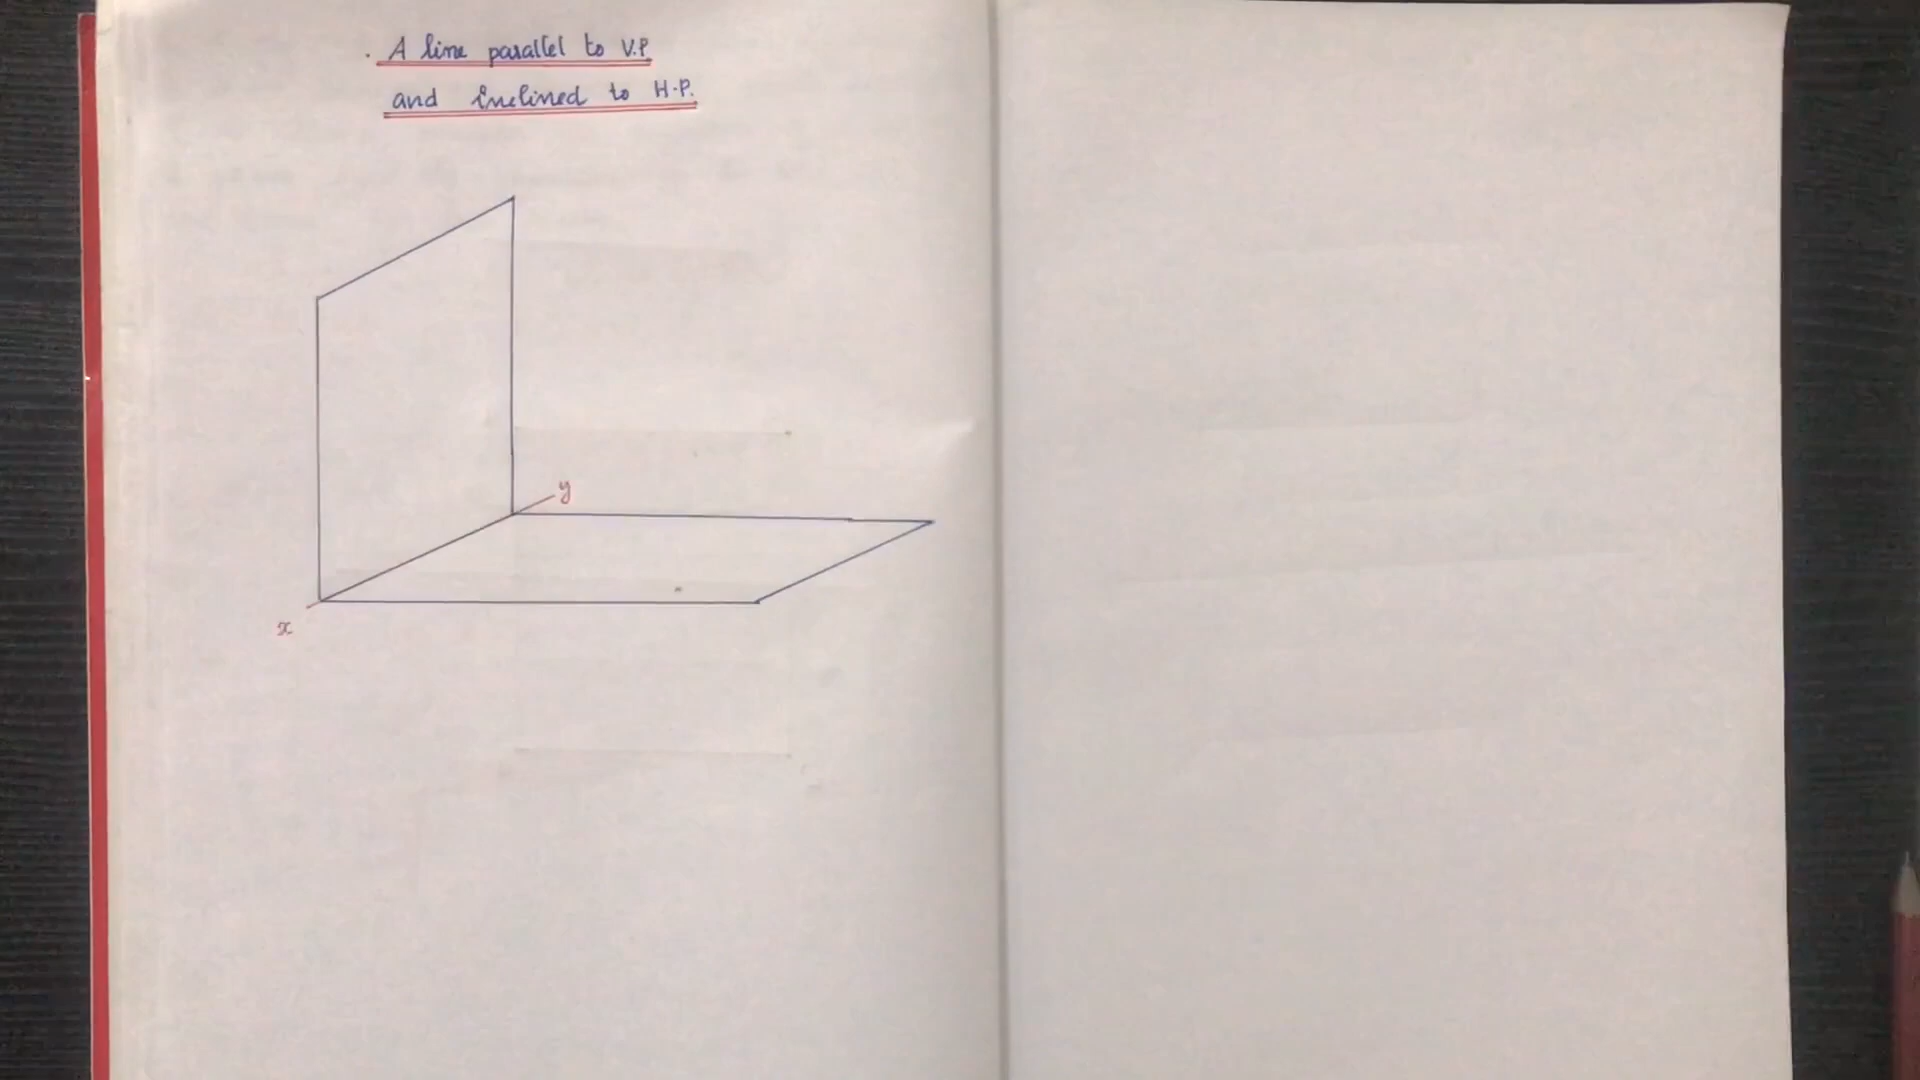 A line parallel to V.P.
and inclined to H.P.
y
x